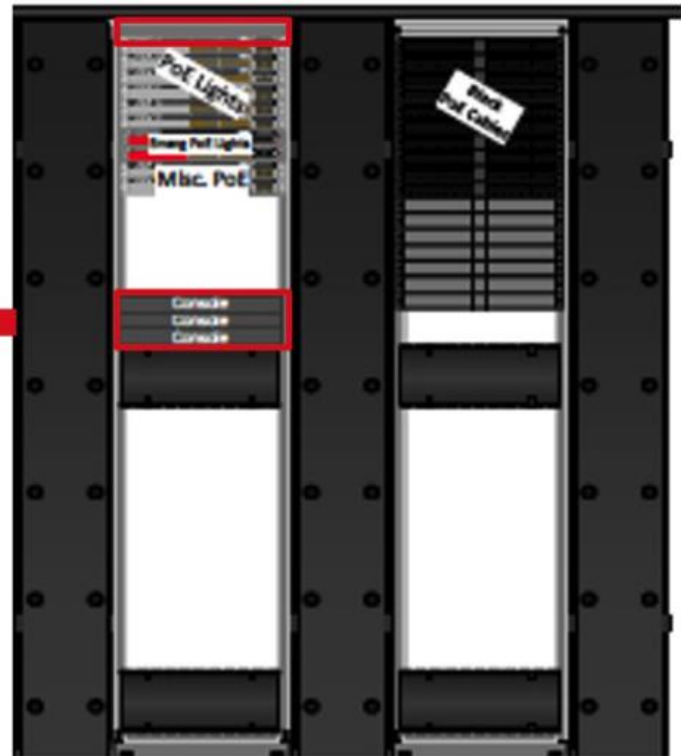 PoE Lights
Emerg PoE Lights
Misc. PoE
Console
Console
Console
Black
PoE Cables